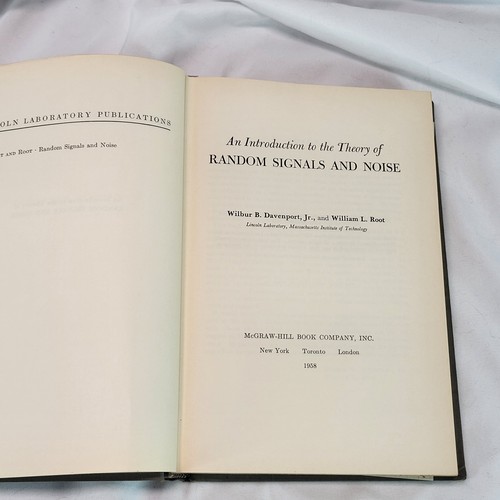 OLN LABORATORY PUBLICATIONS
T AND ROOT · Random Signals and Noise
An Introduction to the Theory of
RANDOM SIGNALS AND NOISE
Wilbur B. Davenport, Jr., and William L. Root
Lincoln Laboratory, Massachusetts Institute of Technology
McGRAW-HILL BOOK COMPANY, INC.
New York Toronto London
1958